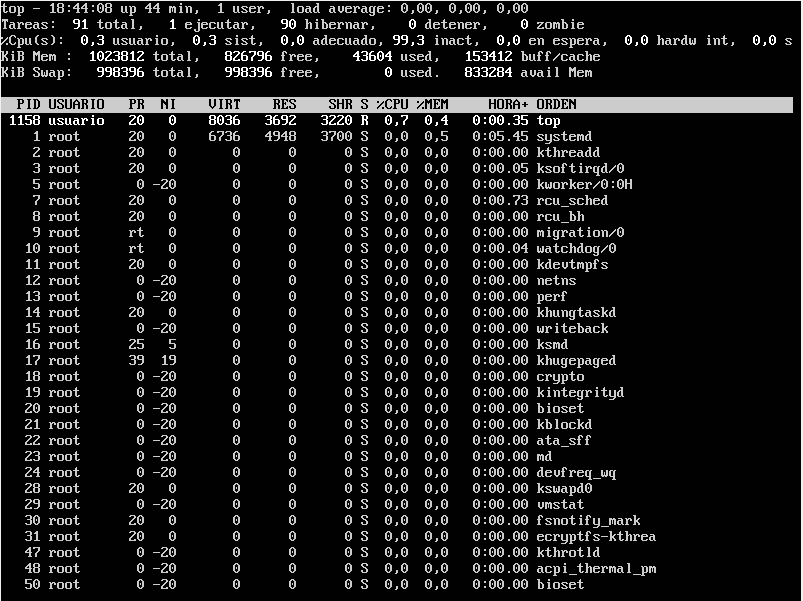 top - 18:44:08 up 44 min,  1 user,  load average: 0,00, 0,00, 0,00
Tareas:  91 total,   1 ejecutar,  90 hibernar,   0 detener,   0 zombie
%Cpu(s):  0,3 usuario,  0,3 sist,  0,0 adecuado, 99,3 inact,  0,0 en espera,  0,0 hardw int,  0,0 s
KiB Mem :  1023812 total,   826796 free,    43604 used,   153412 buff/cache
KiB Swap:   998396 total,   998396 free,        0 used.   833284 avail Mem
PID USUARIO   PR  NI    VIRT    RES    SHR S %CPU %MEM     HORA+ ORDEN
1158 usuario   20   0    8036   3692   3220 R  0,7  0,4   0:00.35 top
1 root      20   0    6736   4948   3700 S  0,0  0,5   0:05.45 systemd
2 root      20   0       0      0      0 S  0,0  0,0   0:00.00 kthreadd
3 root      20   0       0      0      0 S  0,0  0,0   0:00.05 ksoftirqd/0
5 root       0 -20       0      0      0 S  0,0  0,0   0:00.00 kworker/0:0H
7 root      20   0       0      0      0 S  0,0  0,0   0:00.73 rcu_sched
8 root      20   0       0      0      0 S  0,0  0,0   0:00.00 rcu_bh
9 root      rt   0       0      0      0 S  0,0  0,0   0:00.00 migration/0
10 root      rt   0       0      0      0 S  0,0  0,0   0:00.04 watchdog/0
11 root      20   0       0      0      0 S  0,0  0,0   0:00.00 kdevtmpfs
12 root       0 -20       0      0      0 S  0,0  0,0   0:00.00 netns
13 root       0 -20       0      0      0 S  0,0  0,0   0:00.00 perf
14 root      20   0       0      0      0 S  0,0  0,0   0:00.00 khungtaskd
15 root       0 -20       0      0      0 S  0,0  0,0   0:00.00 writeback
16 root      25   5       0      0      0 S  0,0  0,0   0:00.00 ksmd
17 root      39  19       0      0      0 S  0,0  0,0   0:00.00 khugepaged
18 root       0 -20       0      0      0 S  0,0  0,0   0:00.00 crypto
19 root       0 -20       0      0      0 S  0,0  0,0   0:00.00 kintegrityd
20 root       0 -20       0      0      0 S  0,0  0,0   0:00.00 bioset
21 root       0 -20       0      0      0 S  0,0  0,0   0:00.00 kblockd
22 root       0 -20       0      0      0 S  0,0  0,0   0:00.00 ata_sff
23 root       0 -20       0      0      0 S  0,0  0,0   0:00.00 md
24 root       0 -20       0      0      0 S  0,0  0,0   0:00.00 devfreq_wq
28 root      20   0       0      0      0 S  0,0  0,0   0:00.00 kswapd0
29 root       0 -20       0      0      0 S  0,0  0,0   0:00.00 vmstat
30 root      20   0       0      0      0 S  0,0  0,0   0:00.00 fsnotify_mark
31 root      20   0       0      0      0 S  0,0  0,0   0:00.00 ecryptfs-kthrea
47 root       0 -20       0      0      0 S  0,0  0,0   0:00.00 kthrotld
48 root       0 -20       0      0      0 S  0,0  0,0   0:00.00 acpi_thermal_pm
50 root       0 -20       0      0      0 S  0,0  0,0   0:00.00 bioset